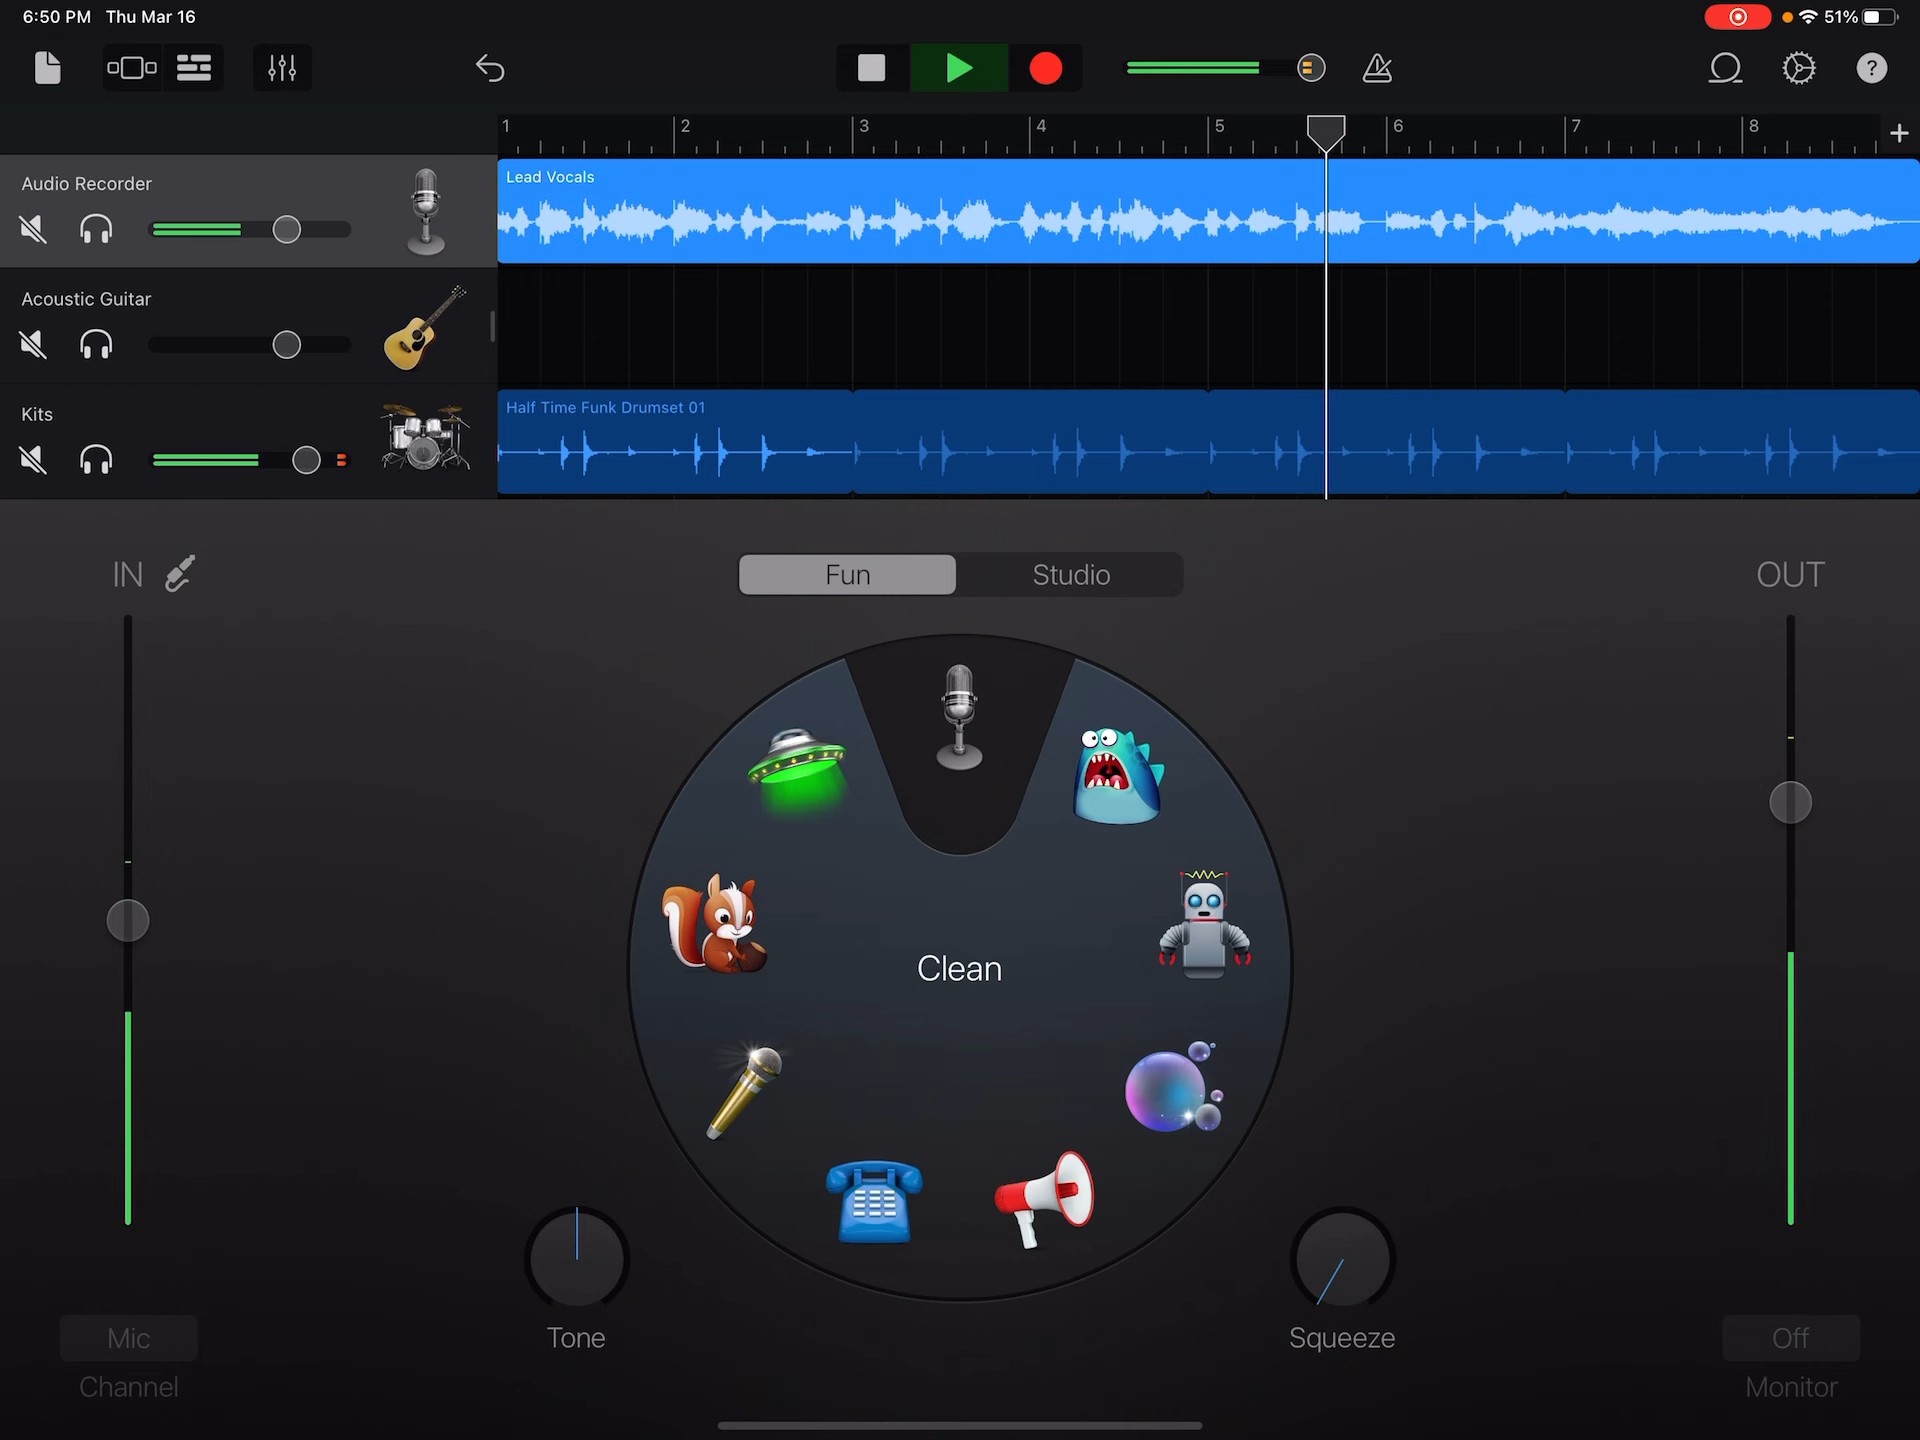 6:50 PM Thu Mar 16
51%
?
1 2 3 4 5 6 7 8 +
Audio Recorder
Lead Vocals
Acoustic Guitar
Kits
Half Time Funk Drumset 01
IN
Fun Studio
OUT
Clean
Tone
Squeeze
Mic
Off
Channel
Monitor